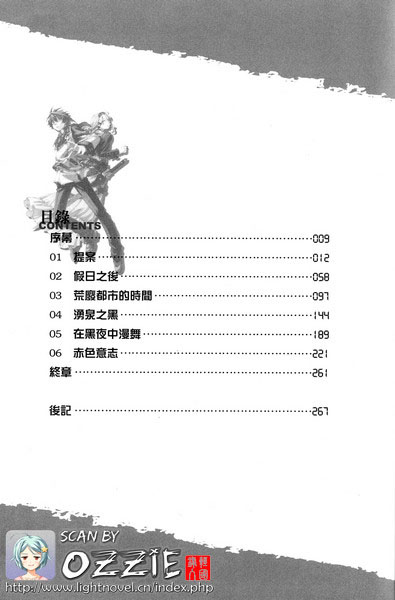 目錄
CONTENTS
序幕……………………009
01 提案……………………012
02 假日之後……………………058
03 荒廢都市的時間……………………097
04 湧泉之黑……………………144
05 在黑夜中漫舞……………………189
06 赤色意志……………………221
終章……………………261
後記……………………267
SCAN BY
OZZIE
http://www.lightnovel.cn/index.php